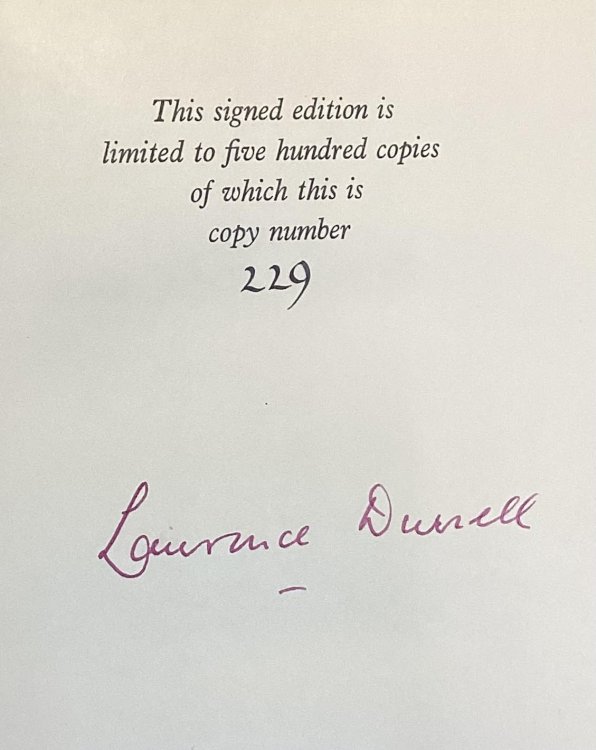 This signed edition is
limited to five hundred copies
of which this is
copy number
229
Lawrence Durrell